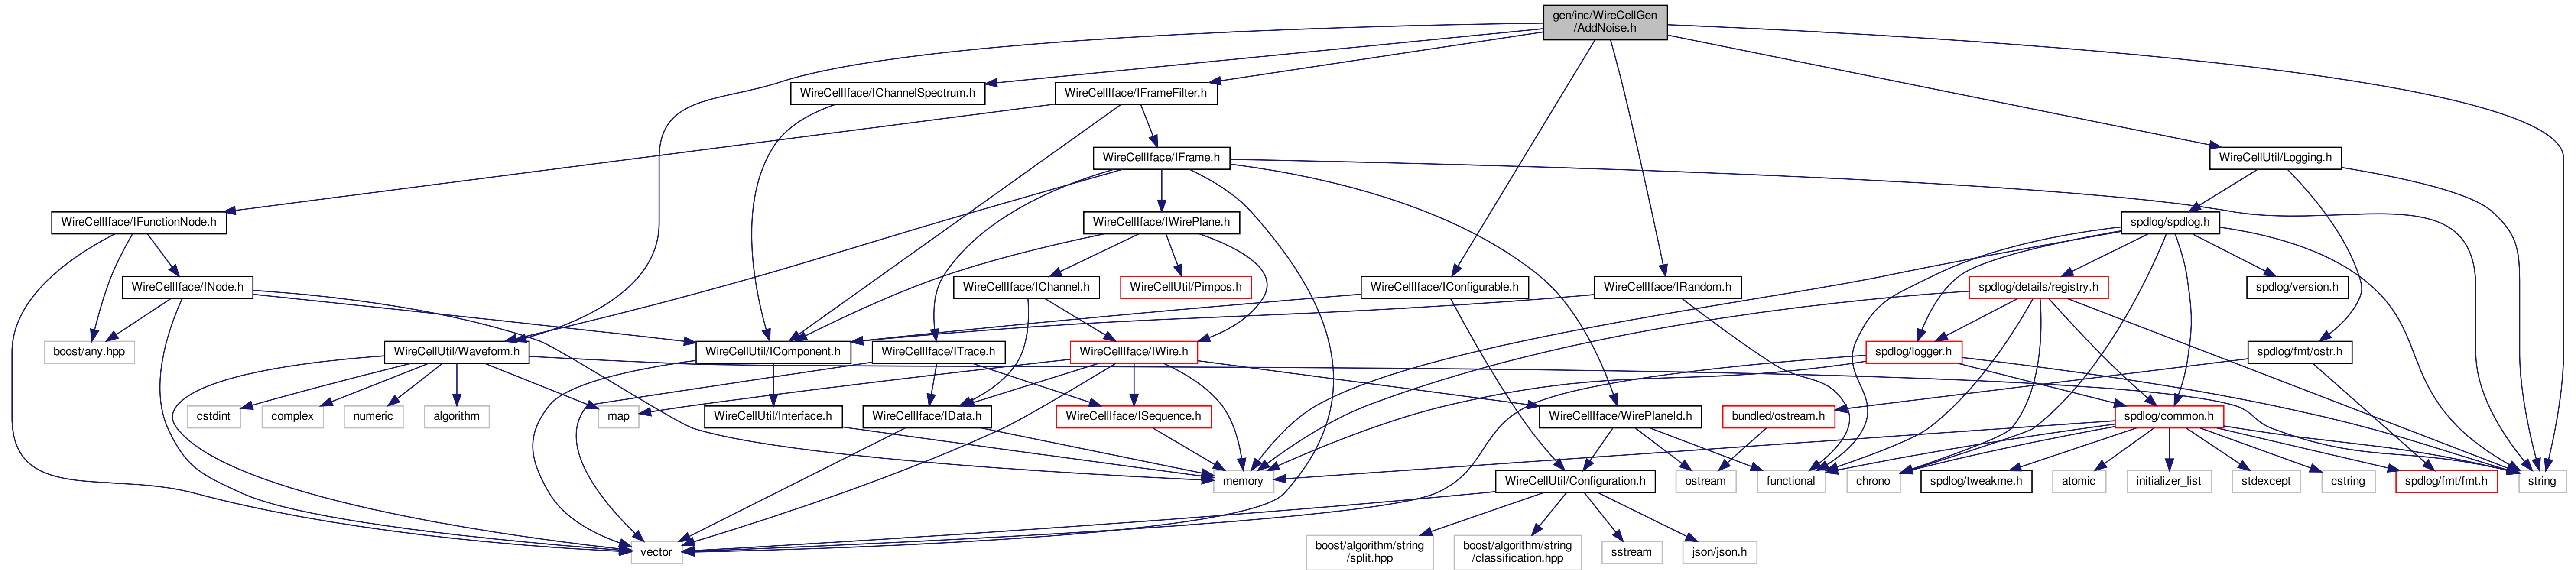 gen/inc/WireCellGen
/AddNoise.h
WireCellIface/IChannelSpectrum.h
WireCellIface/IFrameFilter.h
WireCellIface/IFrame.h
WireCellUtil/Logging.h
WireCellIface/IFunctionNode.h
WireCellIface/IWirePlane.h
spdlog/spdlog.h
WireCellIface/INode.h
WireCellIface/IChannel.h
WireCellUtil/Pimpos.h
WireCellIface/IConfigurable.h
WireCellIface/IRandom.h
spdlog/details/registry.h
spdlog/version.h
boost/any.hpp
WireCellUtil/Waveform.h
WireCellUtil/IComponent.h
WireCellIface/ITrace.h
WireCellIface/IWire.h
spdlog/logger.h
spdlog/fmt/ostr.h
cstdint
complex
numeric
algorithm
map
WireCellUtil/Interface.h
WireCellIface/IData.h
WireCellIface/ISequence.h
WireCellIface/WirePlaneId.h
bundled/ostream.h
spdlog/common.h
memory
WireCellUtil/Configuration.h
ostream
functional
chrono
spdlog/tweakme.h
atomic
initializer_list
stdexcept
cstring
spdlog/fmt/fmt.h
string
vector
boost/algorithm/string
/split.hpp
boost/algorithm/string
/classification.hpp
sstream
json/json.h